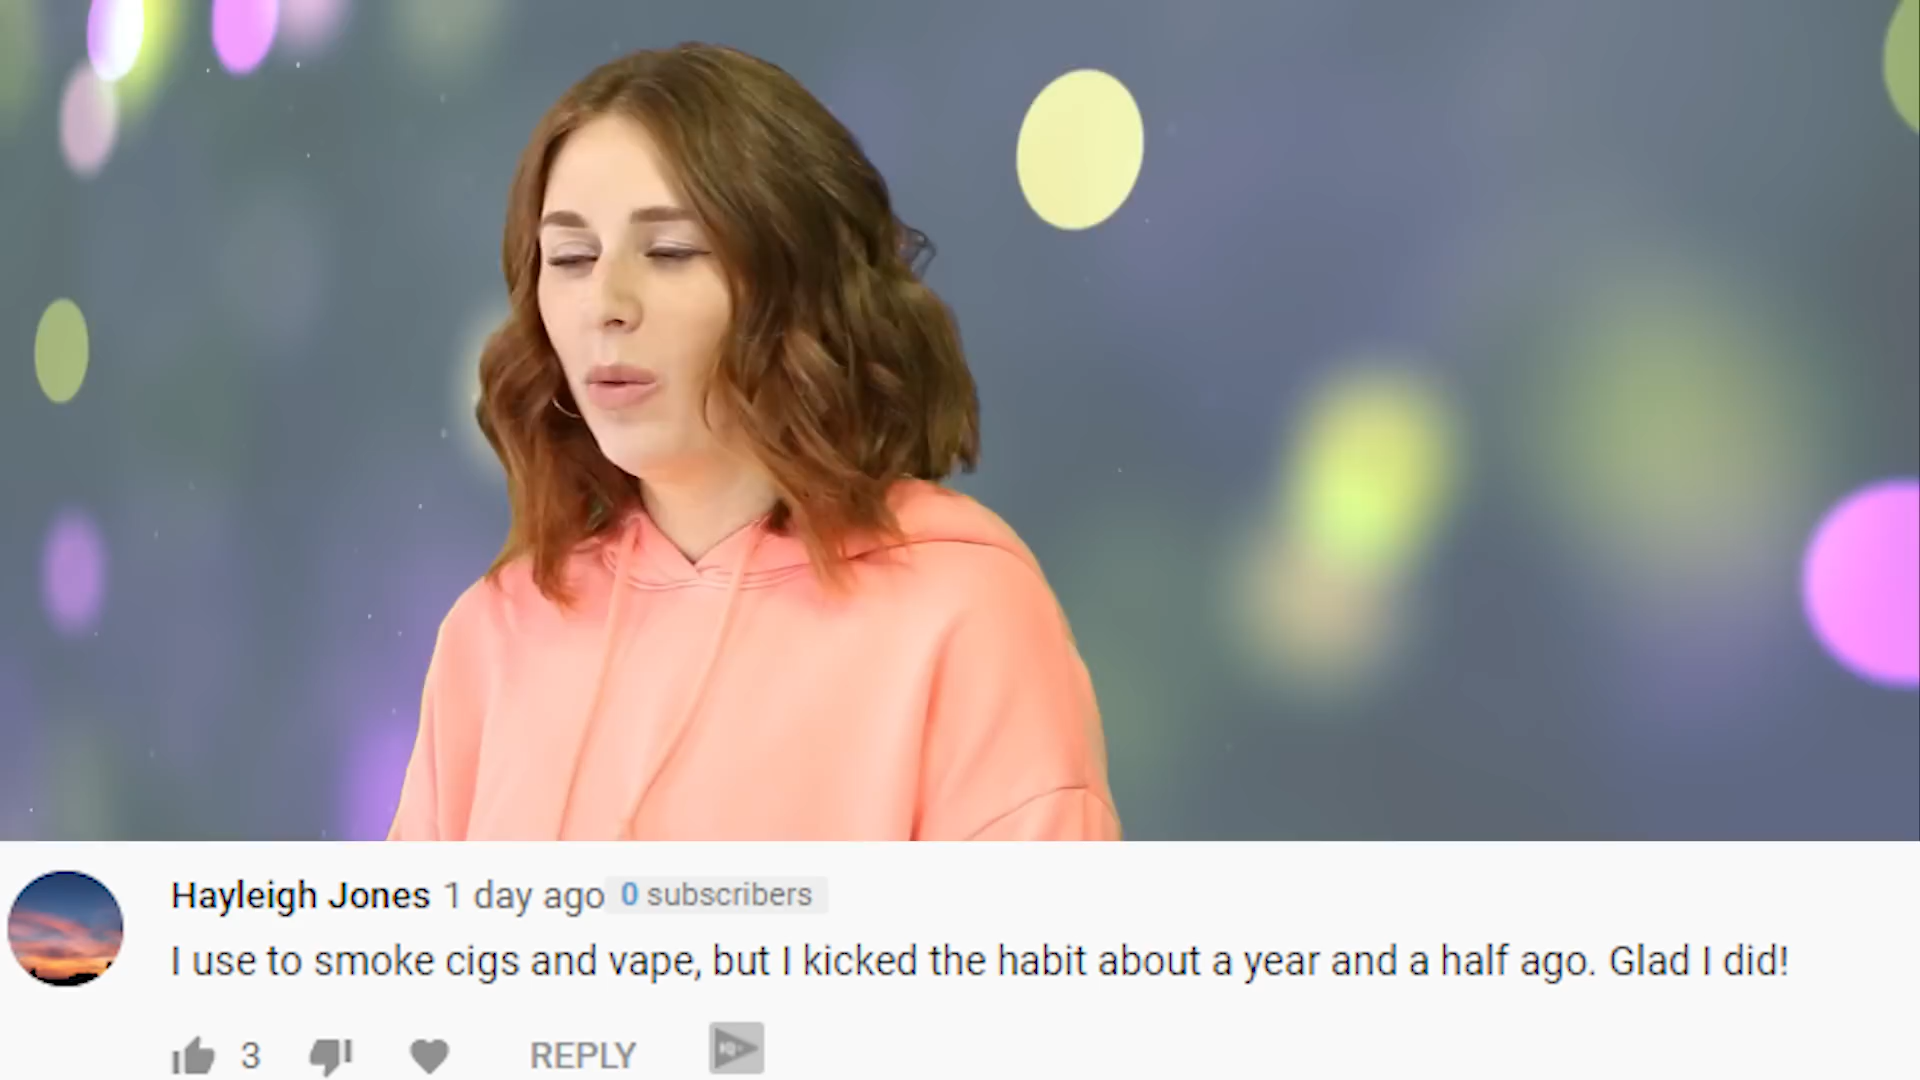 Hayleigh Jones 1 day ago 0 subscribers
I use to smoke cigs and vape, but I kicked the habit about a year and a half ago. Glad I did!
3 REPLY